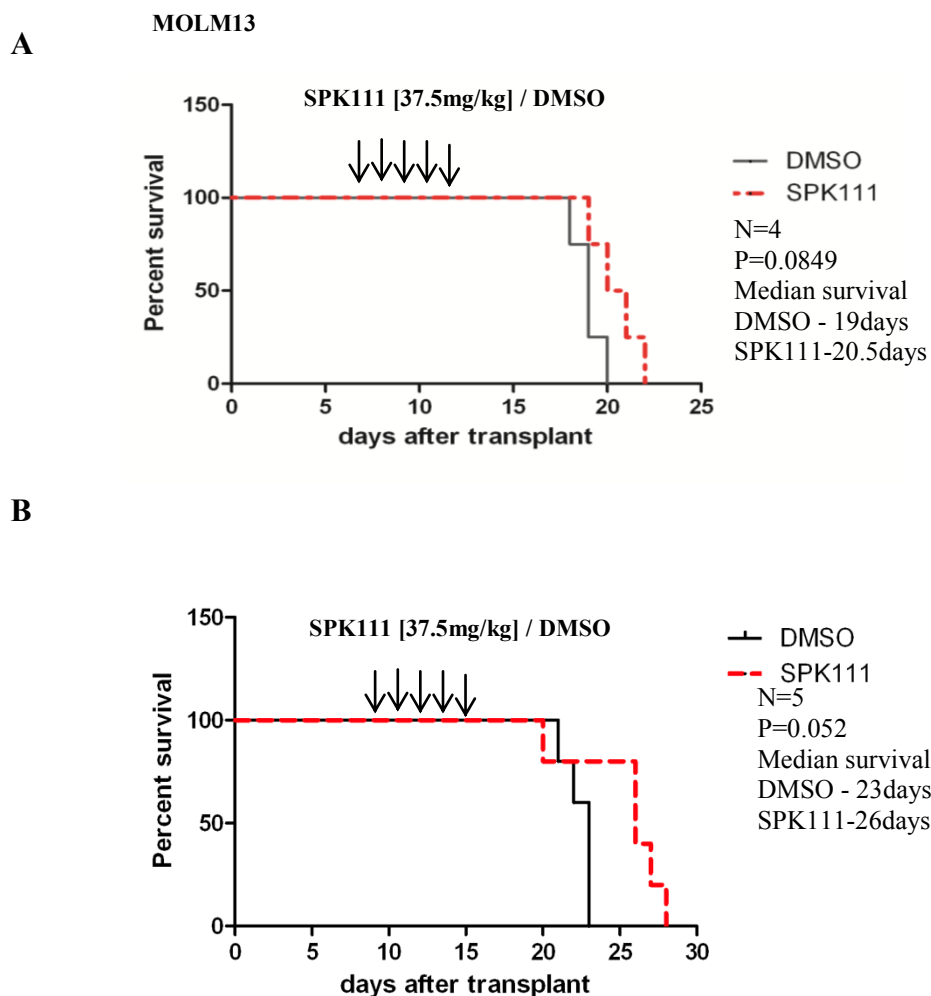 MOLM13
A
SPK111 [37.5mg/kg] / DMSO
150
100
50
0
Percent survival
0 5 10 15 20 25
days after transplant
DMSO
SPK111
N=4
P=0.0849
Median survival
DMSO - 19days
SPK111-20.5days
B
SPK111 [37.5mg/kg] / DMSO
150
100
50
0
Percent survival
0 5 10 15 20 25 30
days after transplant
DMSO
SPK111
N=5
P=0.052
Median survival
DMSO - 23days
SPK111-26days